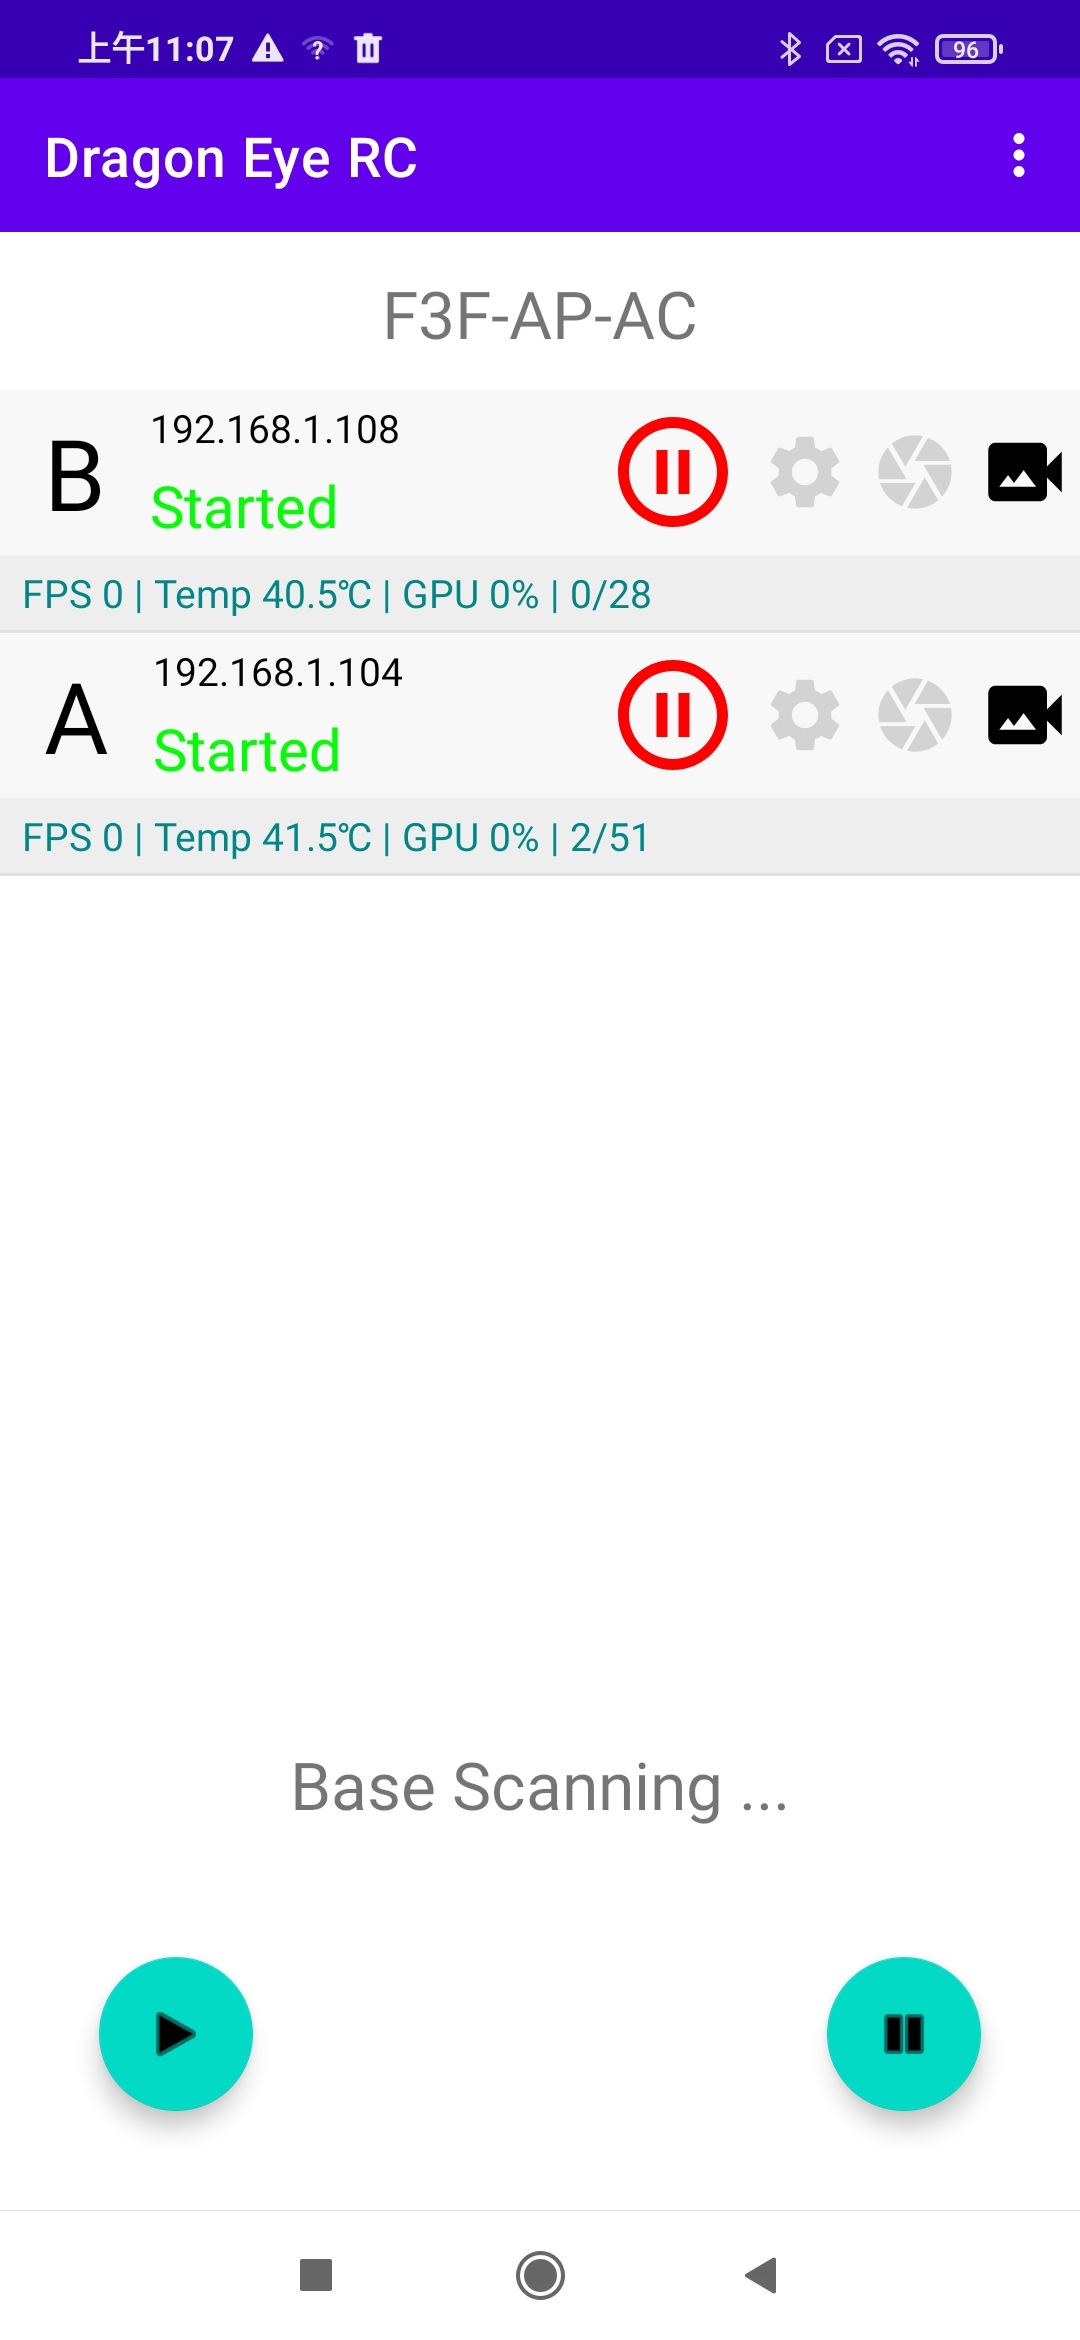 上午11:07
96
Dragon Eye RC
F3F-AP-AC
B
192.168.1.108
Started
FPS 0 | Temp 40.5℃ | GPU 0% | 0/28
A
192.168.1.104
Started
FPS 0 | Temp 41.5℃ | GPU 0% | 2/51
Base Scanning ...